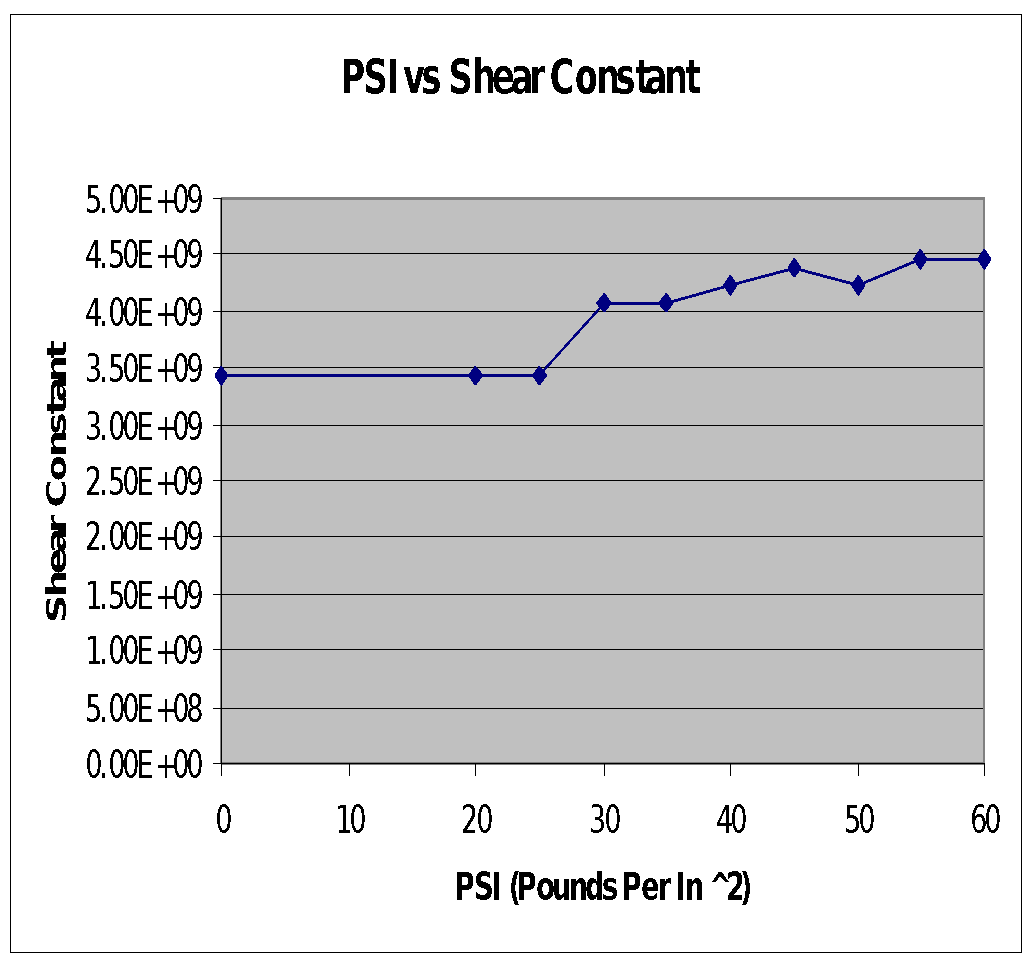 PSI vs Shear Constant
5.00E+09
4.50E+09
4.00E+09
3.50E+09
3.00E+09
2.50E+09
2.00E+09
1.50E+09
1.00E+09
5.00E+08
0.00E+00
Shear Constant
0 10 20 30 40 50 60
PSI (Pounds Per In ^2)